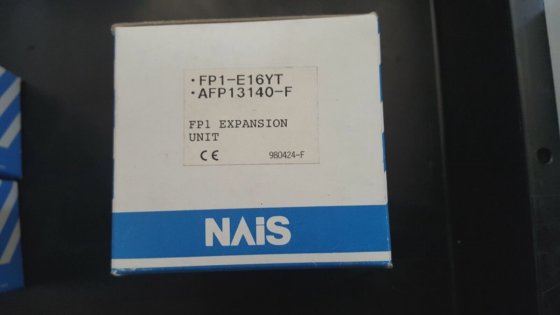 ·FP1-E16YT
·AFP13140-F
FP1 EXPANSION
UNIT
CE 980424-F
NAiS